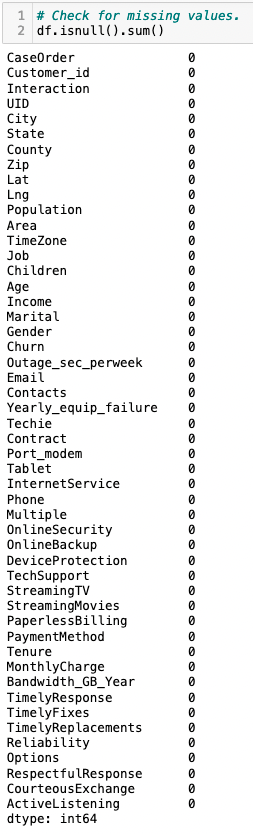 1 # Check for missing values.
2 df.isnull().sum()
CaseOrder 0
Customer_id 0
Interaction 0
UID 0
City 0
State 0
County 0
Zip 0
Lat 0
Lng 0
Population 0
Area 0
TimeZone 0
Job 0
Children 0
Age 0
Income 0
Marital 0
Gender 0
Churn 0
Outage_sec_perweek 0
Email 0
Contacts 0
Yearly_equip_failure 0
Techie 0
Contract 0
Port_modem 0
Tablet 0
InternetService 0
Phone 0
Multiple 0
OnlineSecurity 0
OnlineBackup 0
DeviceProtection 0
TechSupport 0
StreamingTV 0
StreamingMovies 0
PaperlessBilling 0
PaymentMethod 0
Tenure 0
MonthlyCharge 0
Bandwidth_GB_Year 0
TimelyResponse 0
TimelyFixes 0
TimelyReplacements 0
Reliability 0
Options 0
RespectfulResponse 0
CourteousExchange 0
ActiveListening 0
dtype: int64